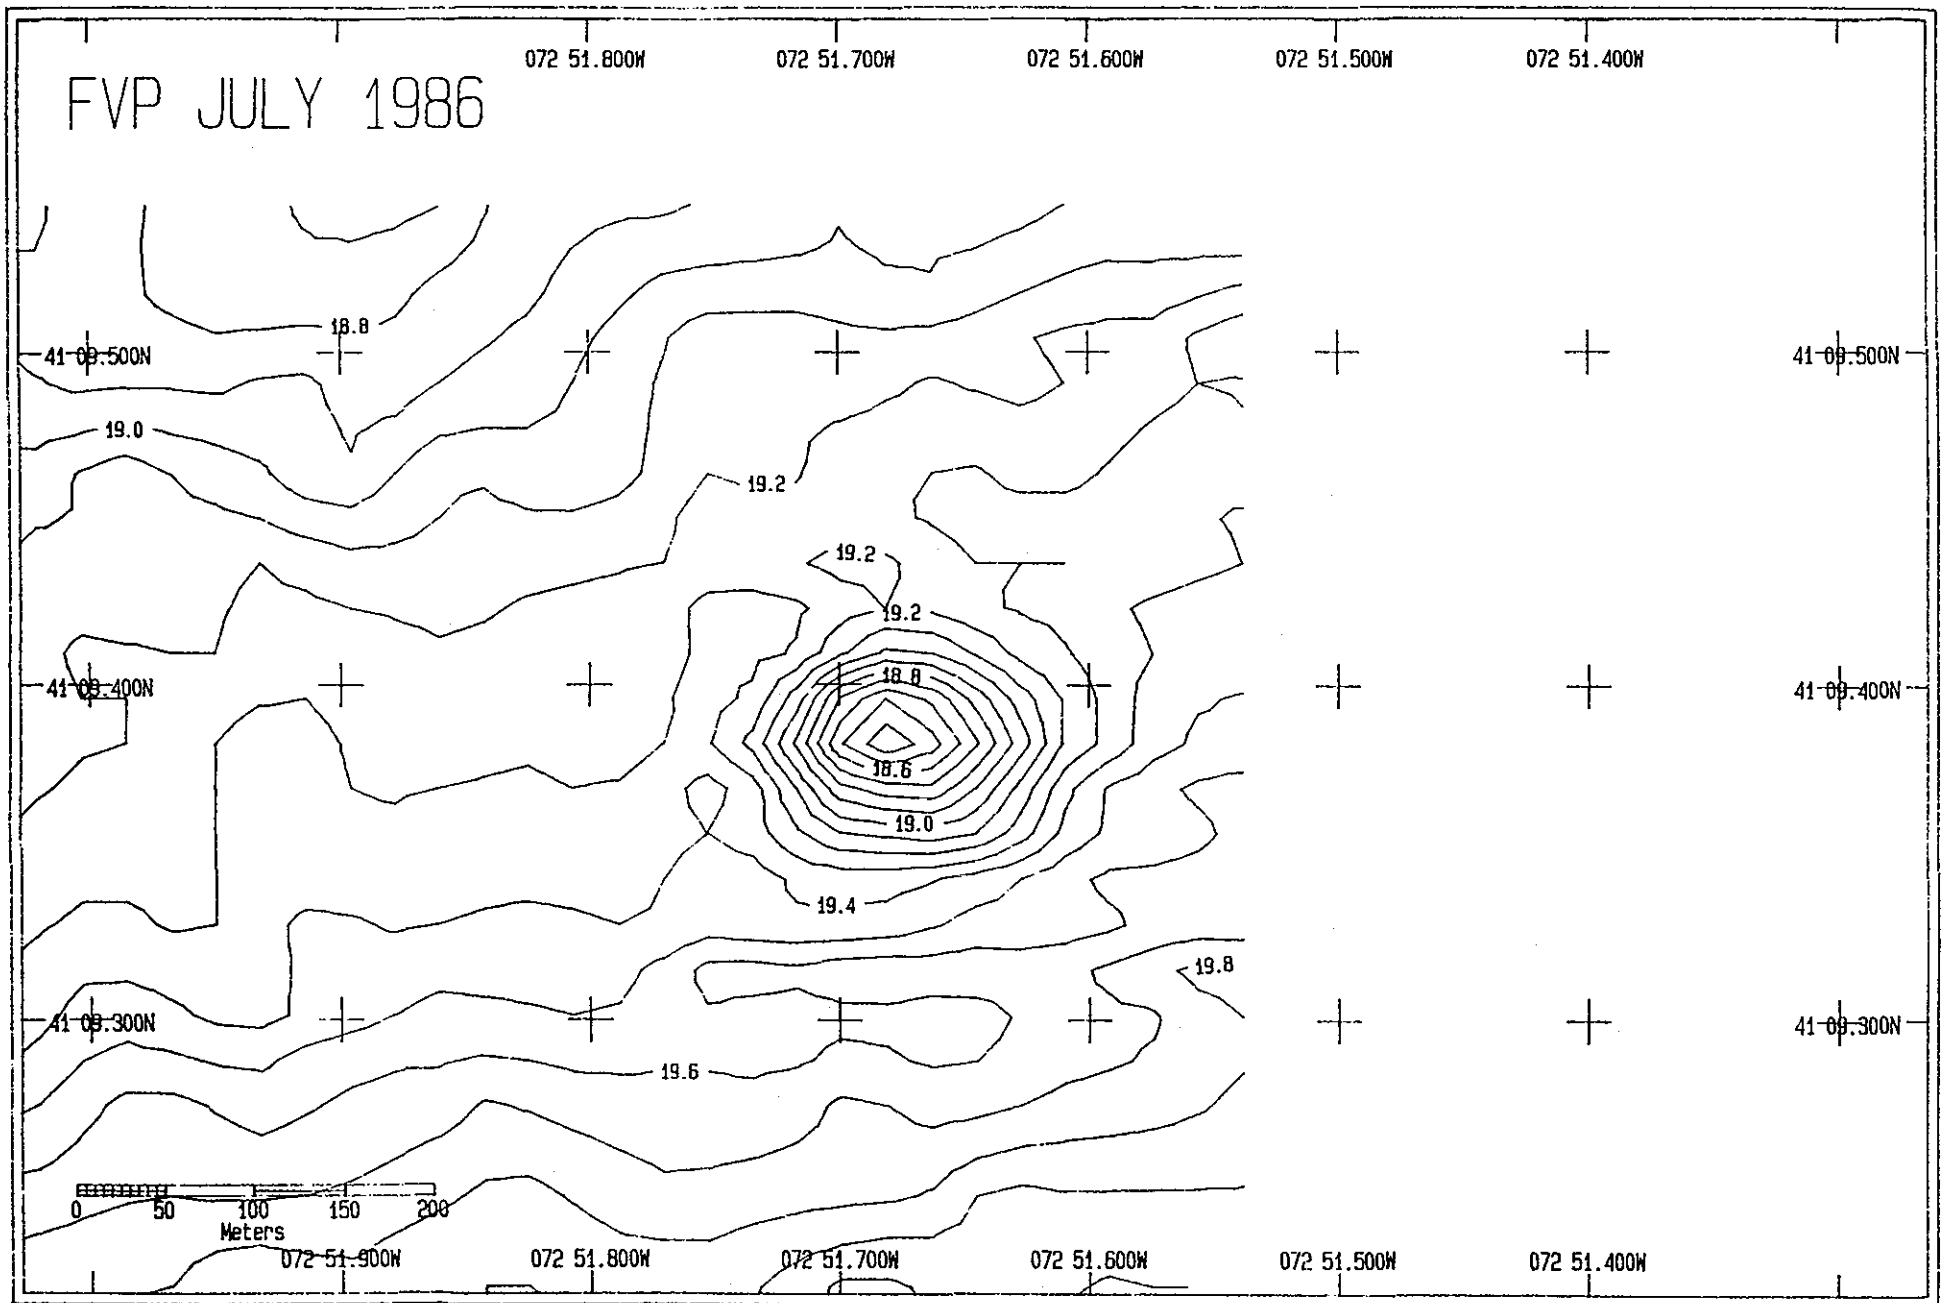 072 51.800W 072 51.700W 072 51.600W 072 51.500W 072 51.400W
FVP JULY 1986
18.8
41 09.500N 41 09.500N
19.0
19.2
19.2
19.2
18.8
41 09.400N 41 09.400N
18.6
19.0
19.4
19.8
41 09.300N 41 09.300N
19.6
0 50 100 150 200
Meters
072 51.900W 072 51.800W 072 51.700W 072 51.600W 072 51.500W 072 51.400W